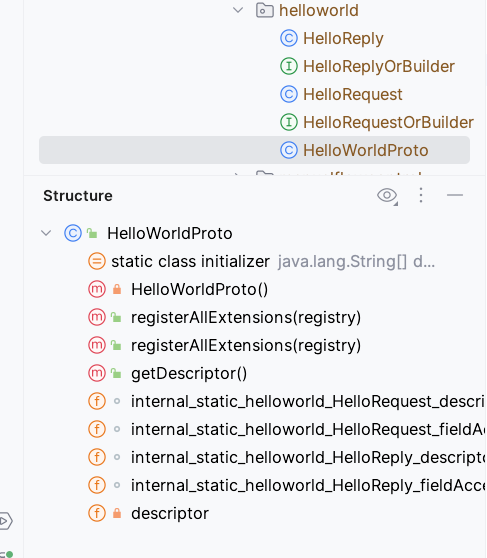 helloworld
HelloReply
HelloReplyOrBuilder
HelloRequest
HelloRequestOrBuilder
HelloWorldProto
Structure
HelloWorldProto
static class initializer java.lang.String[] d...
HelloWorldProto()
registerAllExtensions(registry)
registerAllExtensions(registry)
getDescriptor()
internal_static_helloworld_HelloRequest_descri
internal_static_helloworld_HelloRequest_fieldA
internal_static_helloworld_HelloReply_descript
internal_static_helloworld_HelloReply_fieldAcce
descriptor